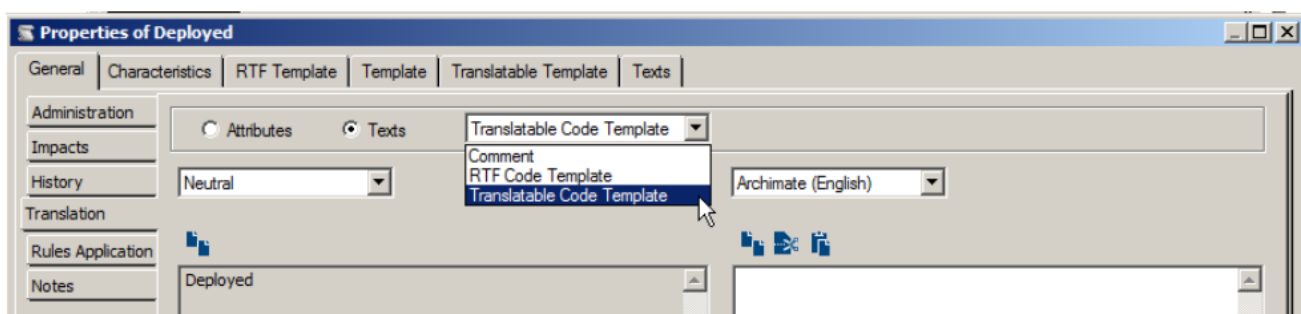 Properties of Deployed
General Characteristics RTF Template Template Translatable Template Texts
Administration
Attributes Texts Translatable Code Template
Impacts
Comment
RTF Code Template
Translatable Code Template
History Neutral Archimate (English)
Translation
Rules Application
Notes Deployed